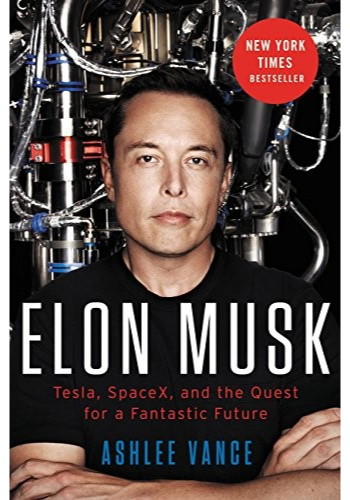 NEW YORK
TIMES
BESTSELLER
ELON MUSK
Tesla, SpaceX, and the Quest
for a Fantastic Future
ASHLEE VANCE